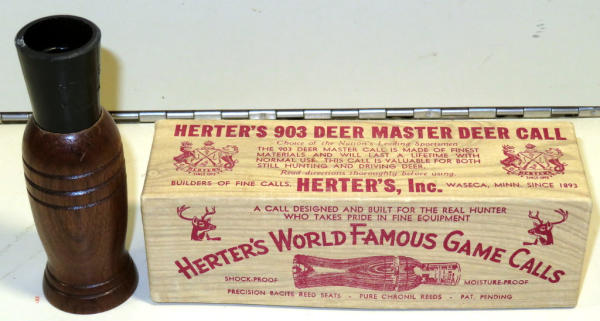 HERTER'S 903 DEER MASTER DEER CALL
Choice of the Nation's Leading Sportsmen
THE 903 DEER MASTER CALL IS MADE OF FINEST
MATERIALS AND WILL LAST A LIFETIME WITH
NORMAL USE. THIS CALL IS VALUABLE FOR BOTH
STILL HUNTING AND DRIVING DEER.
Read directions thoroughly before using.
HERTER'S
HERTER'S
BUILDERS OF FINE CALLS. HERTER'S, Inc. WASECA, MINN. SINCE 1893
A CALL DESIGNED AND BUILT FOR THE REAL HUNTER
WHO TAKES PRIDE IN FINE EQUIPMENT
HERTER'S WORLD FAMOUS GAME CALLS
SHOCK-PROOF MOISTURE-PROOF
PRECISION BACITE REED SEATS - PURE CHRONIL REEDS - PAT. PENDING